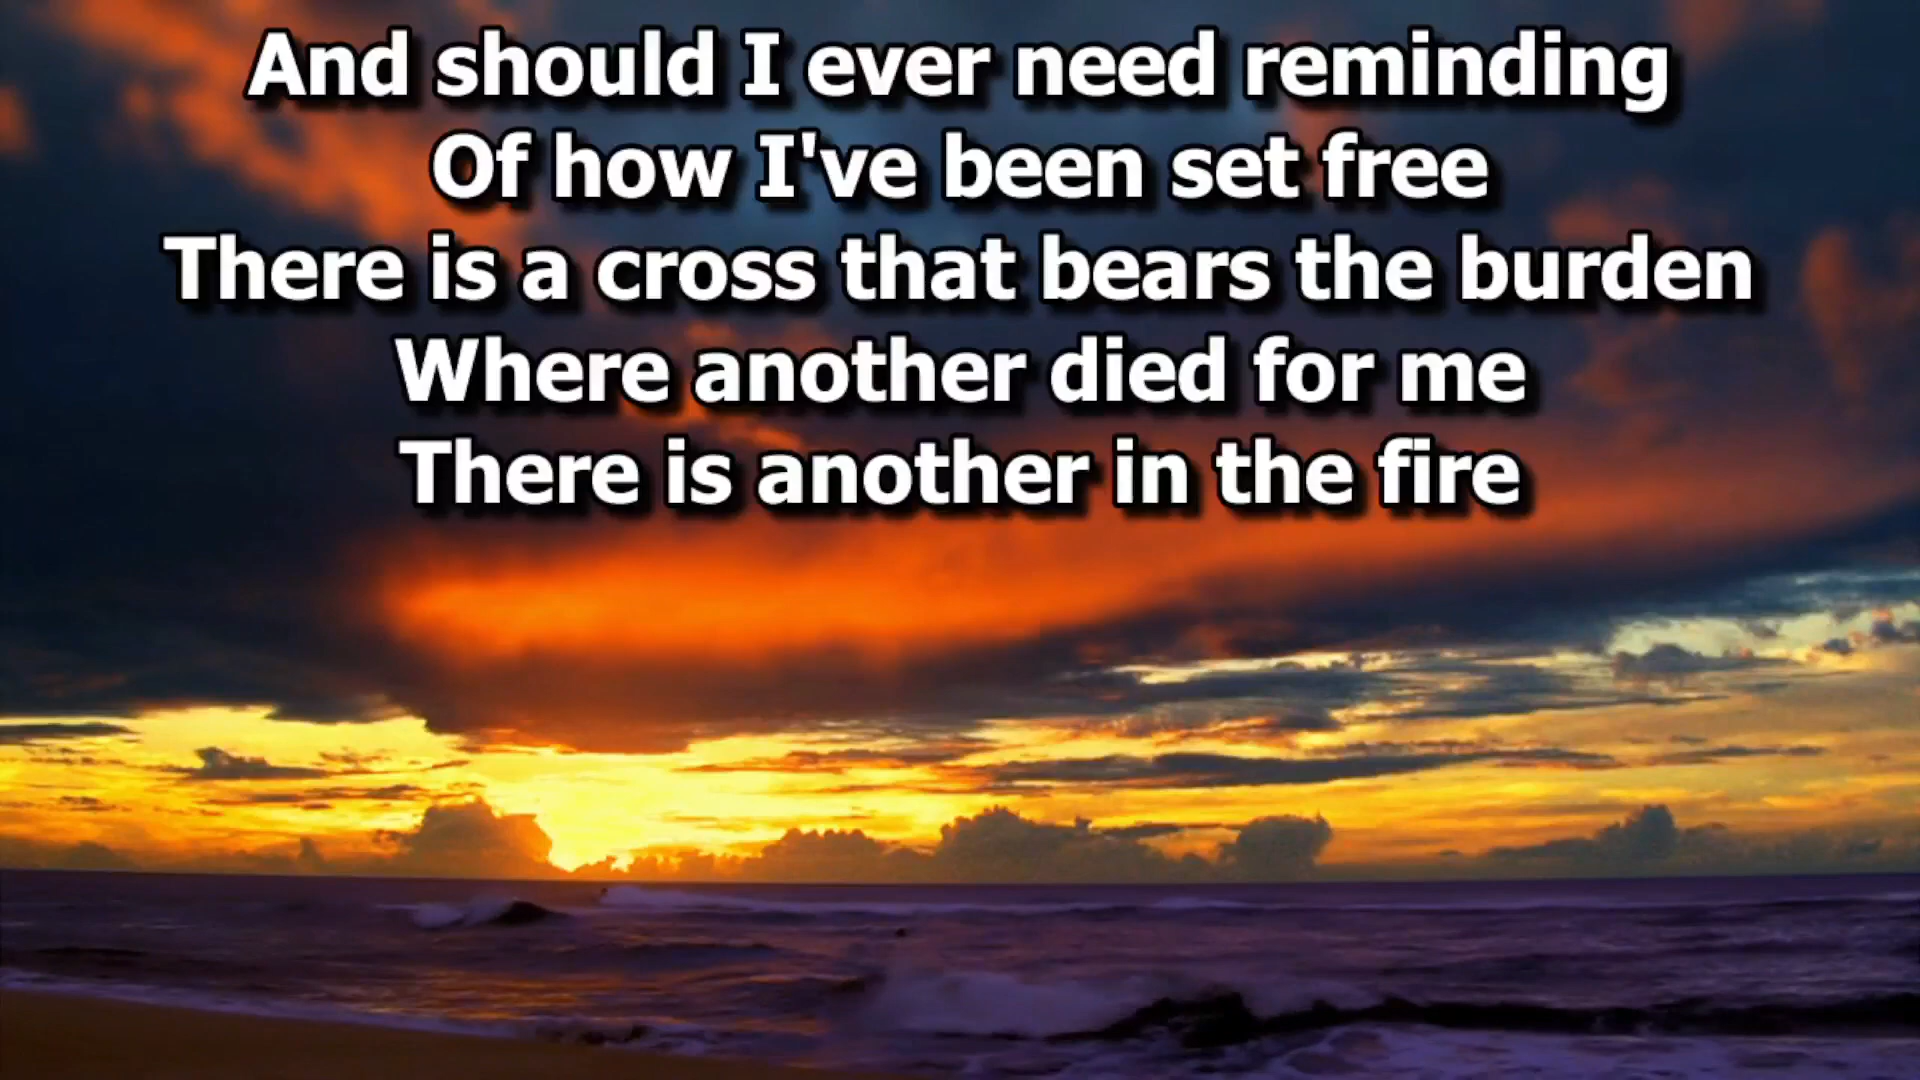 And should I ever need reminding
Of how I've been set free
There is a cross that bears the burden
Where another died for me
There is another in the fire